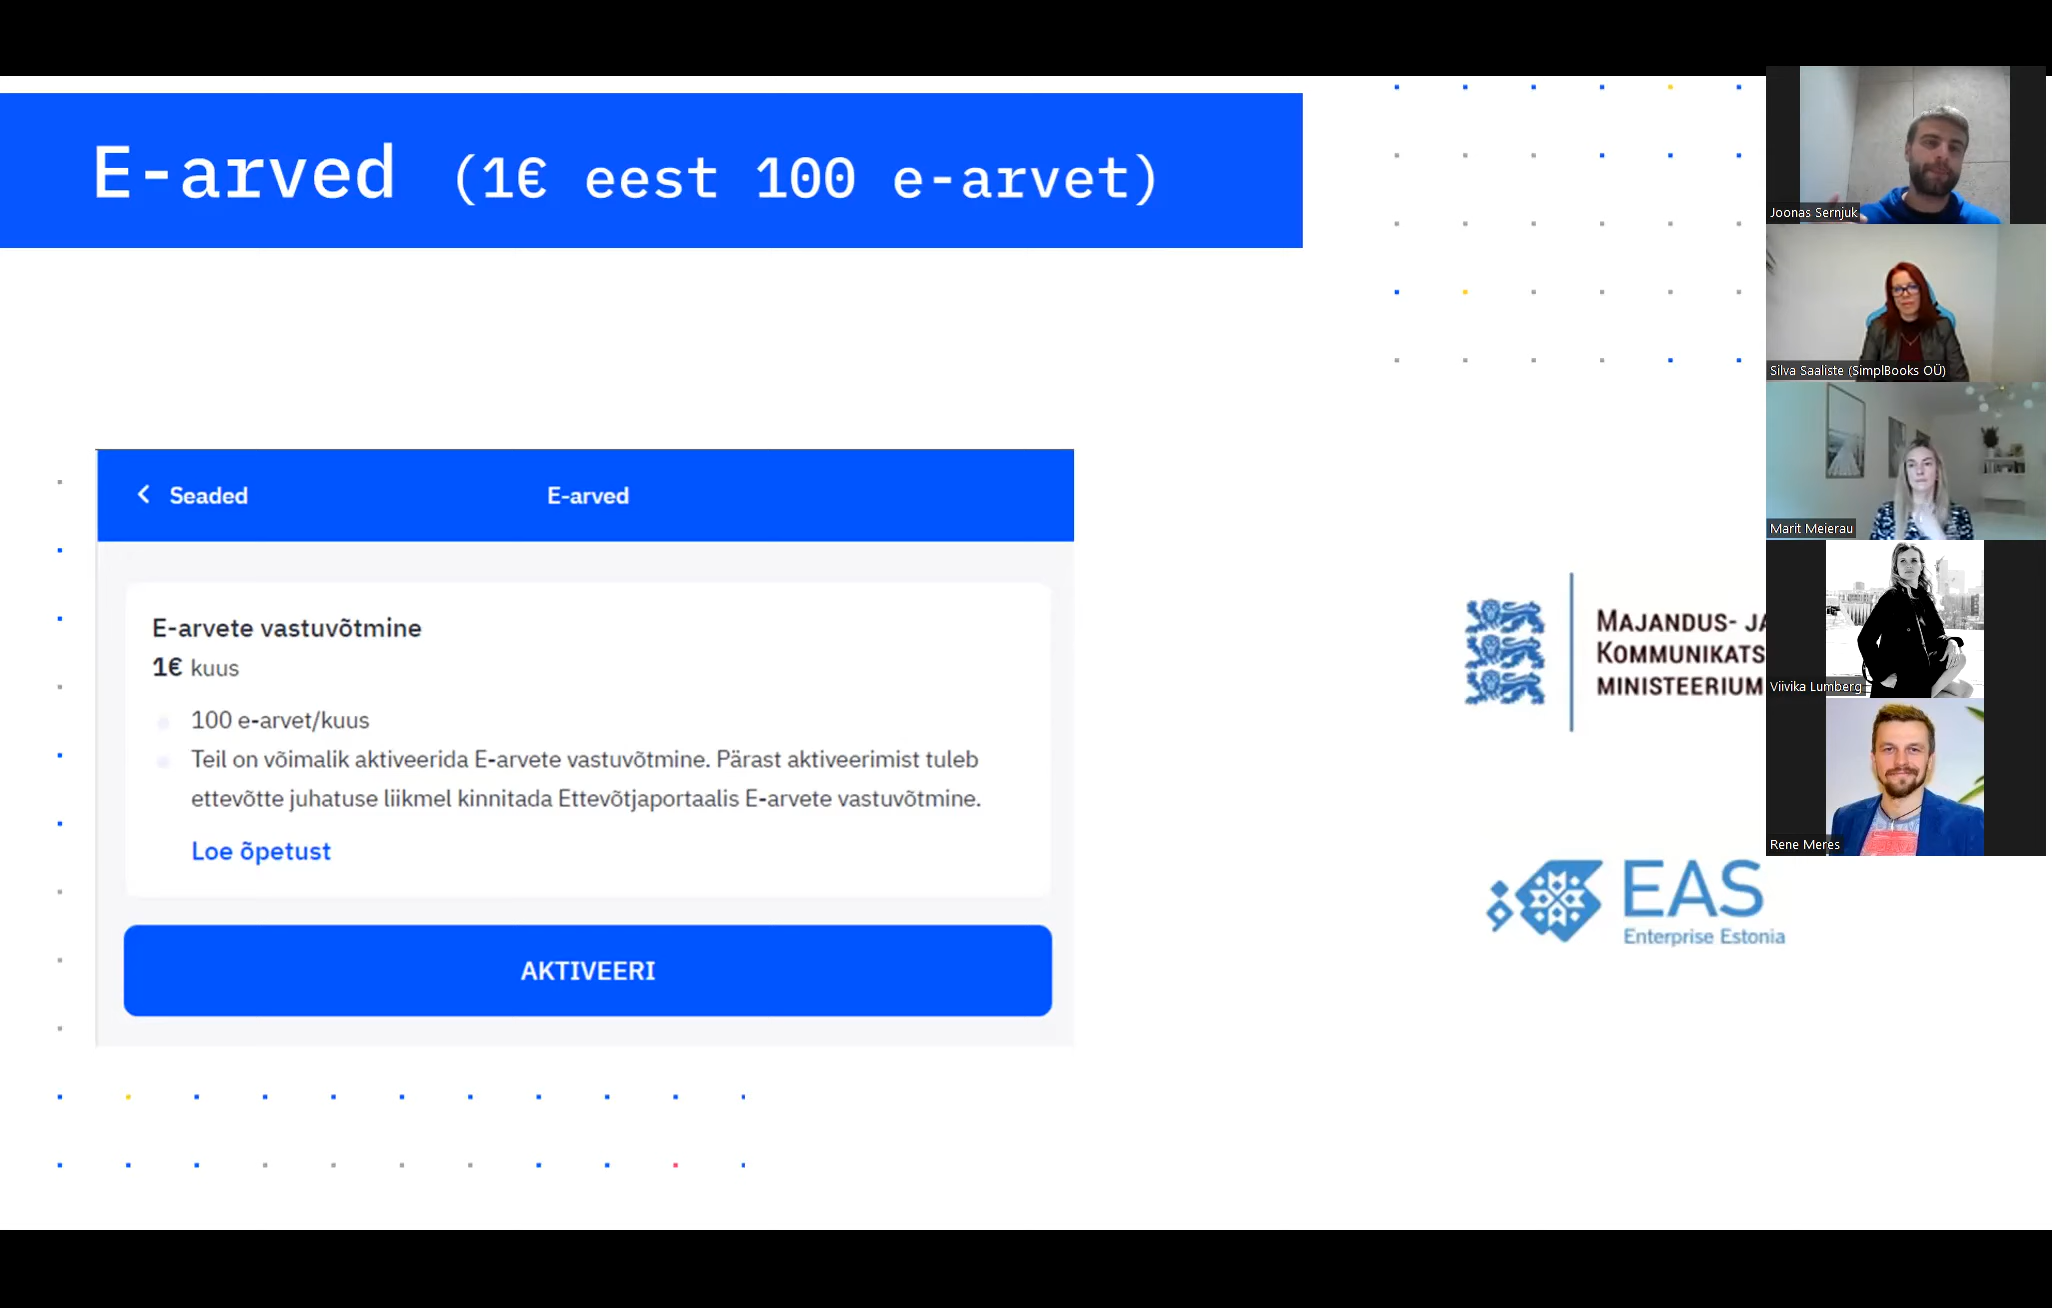 E-arved (1€ eest 100 e-arvet)
Seaded
E-arved
E-arvete vastuvõtmine
1€ kuus
100 e-arvet/kuus
Teil on võimalik aktiveerida E-arvete vastuvõtmine. Pärast aktiveerimist tuleb
ettevõtte juhatuse liikmel kinnitada Ettevõtjaportaalis E-arvete vastuvõtmine.
Loe õpetust
AKTIVEERI
MAJANDUS- JA
KOMMUNIKATS
MINISTEERIUM
EAS
Enterprise Estonia
Joonas Sernjuk
Silva Saaliste (SimplBooks OÜ)
Marit Meierau
Viivika Lumberg
Rene Meres